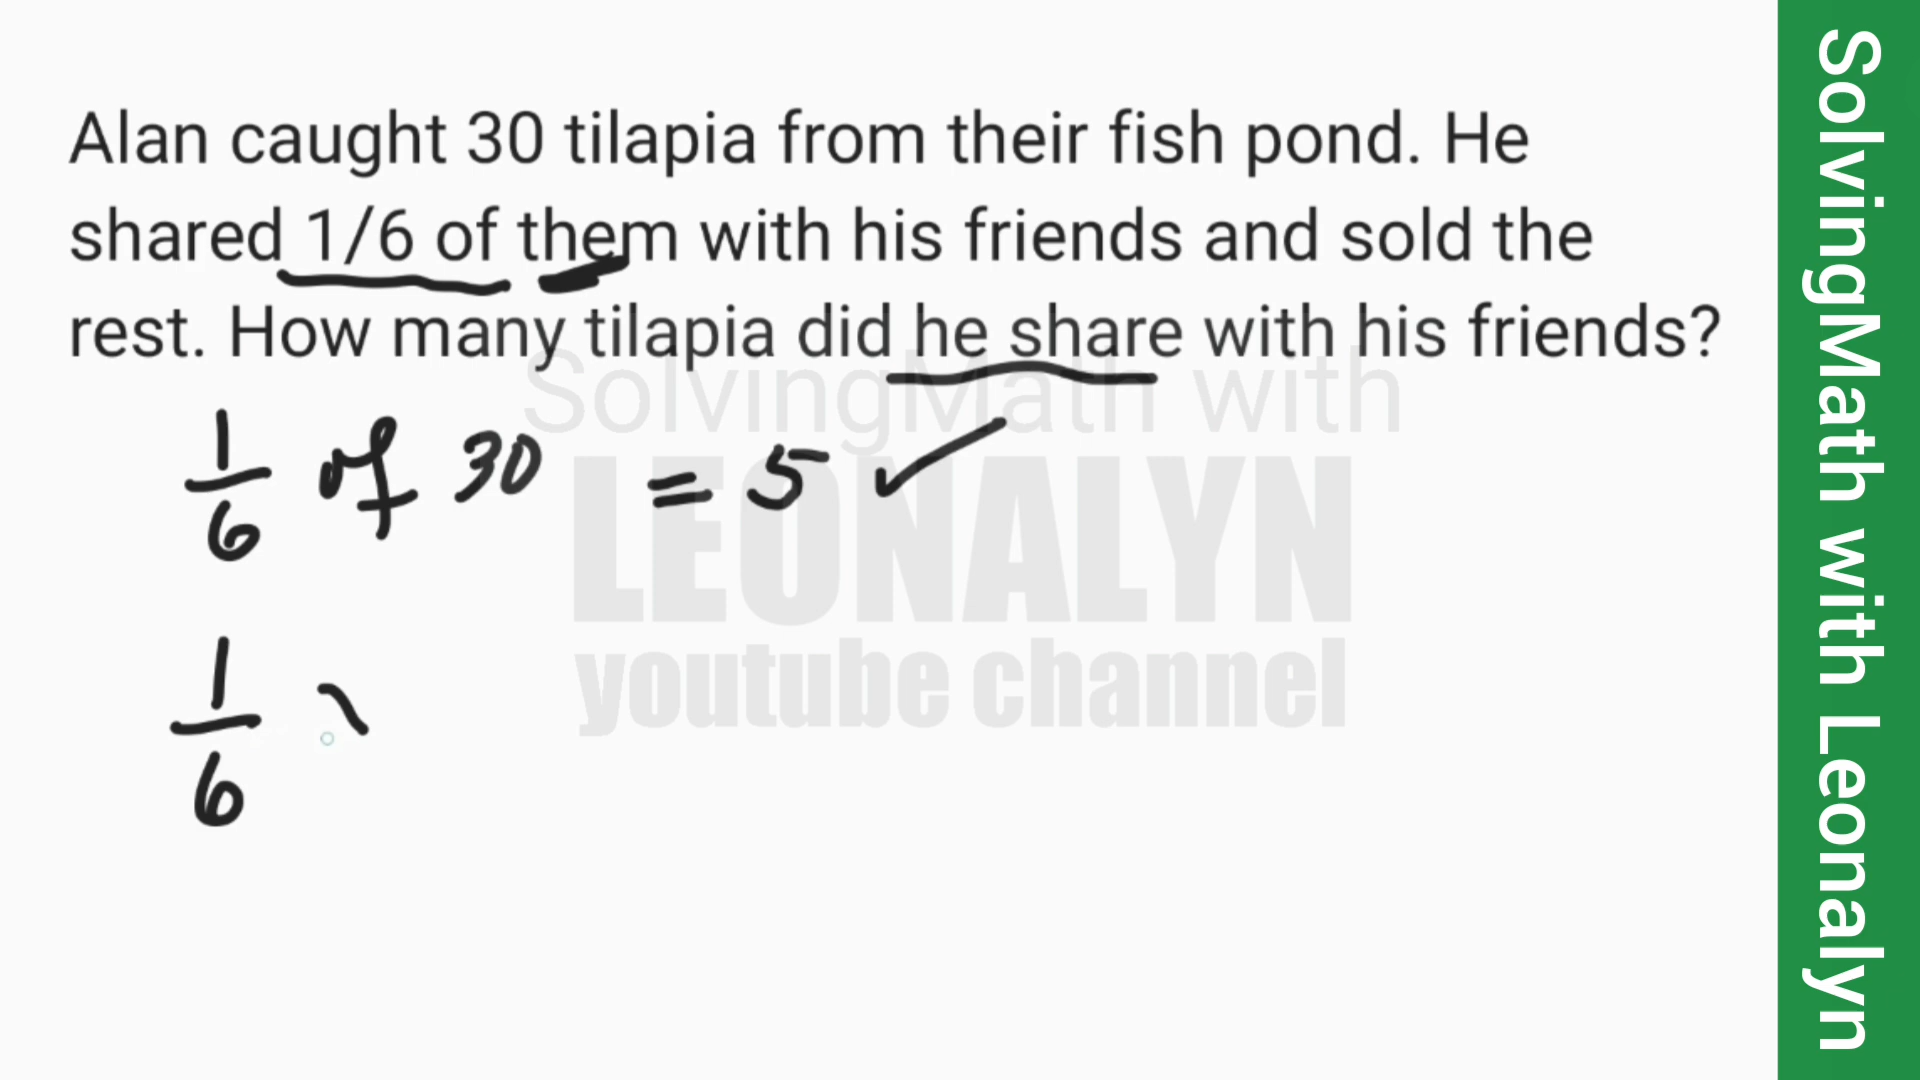 Alan caught 30 tilapia from their fish pond. He
shared 1/6 of them with his friends and sold the
rest. How many tilapia did he share with his friends?
SolvingMath with
LEONALYN
youtube channel
1/6 of 30 = 5 ✓
1/6
SolvingMath with Leonalyn